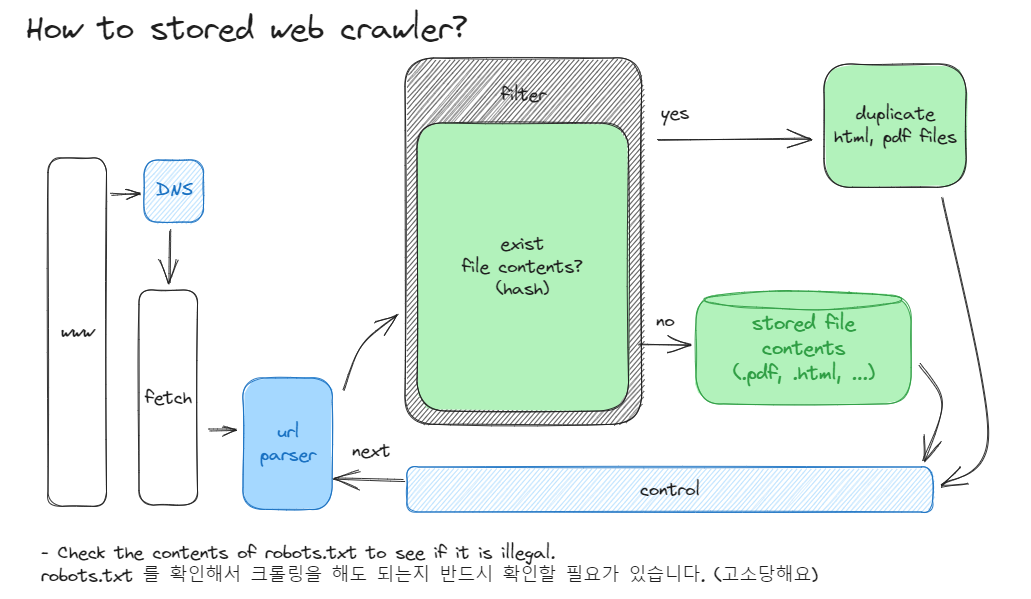 How to stored web crawler?
filter
yes
duplicate
html, pdf files
DNS
exist
file contents?
(hash)
www
no
stored file
contents
(.pdf, .html, ...)
fetch
url
parser
next
control
- Check the contents of robots.txt to see if it is illegal.
robots.txt 를 확인해서 크롤링을 해도 되는지 반드시 확인할 필요가 있습니다. (고소당해요)